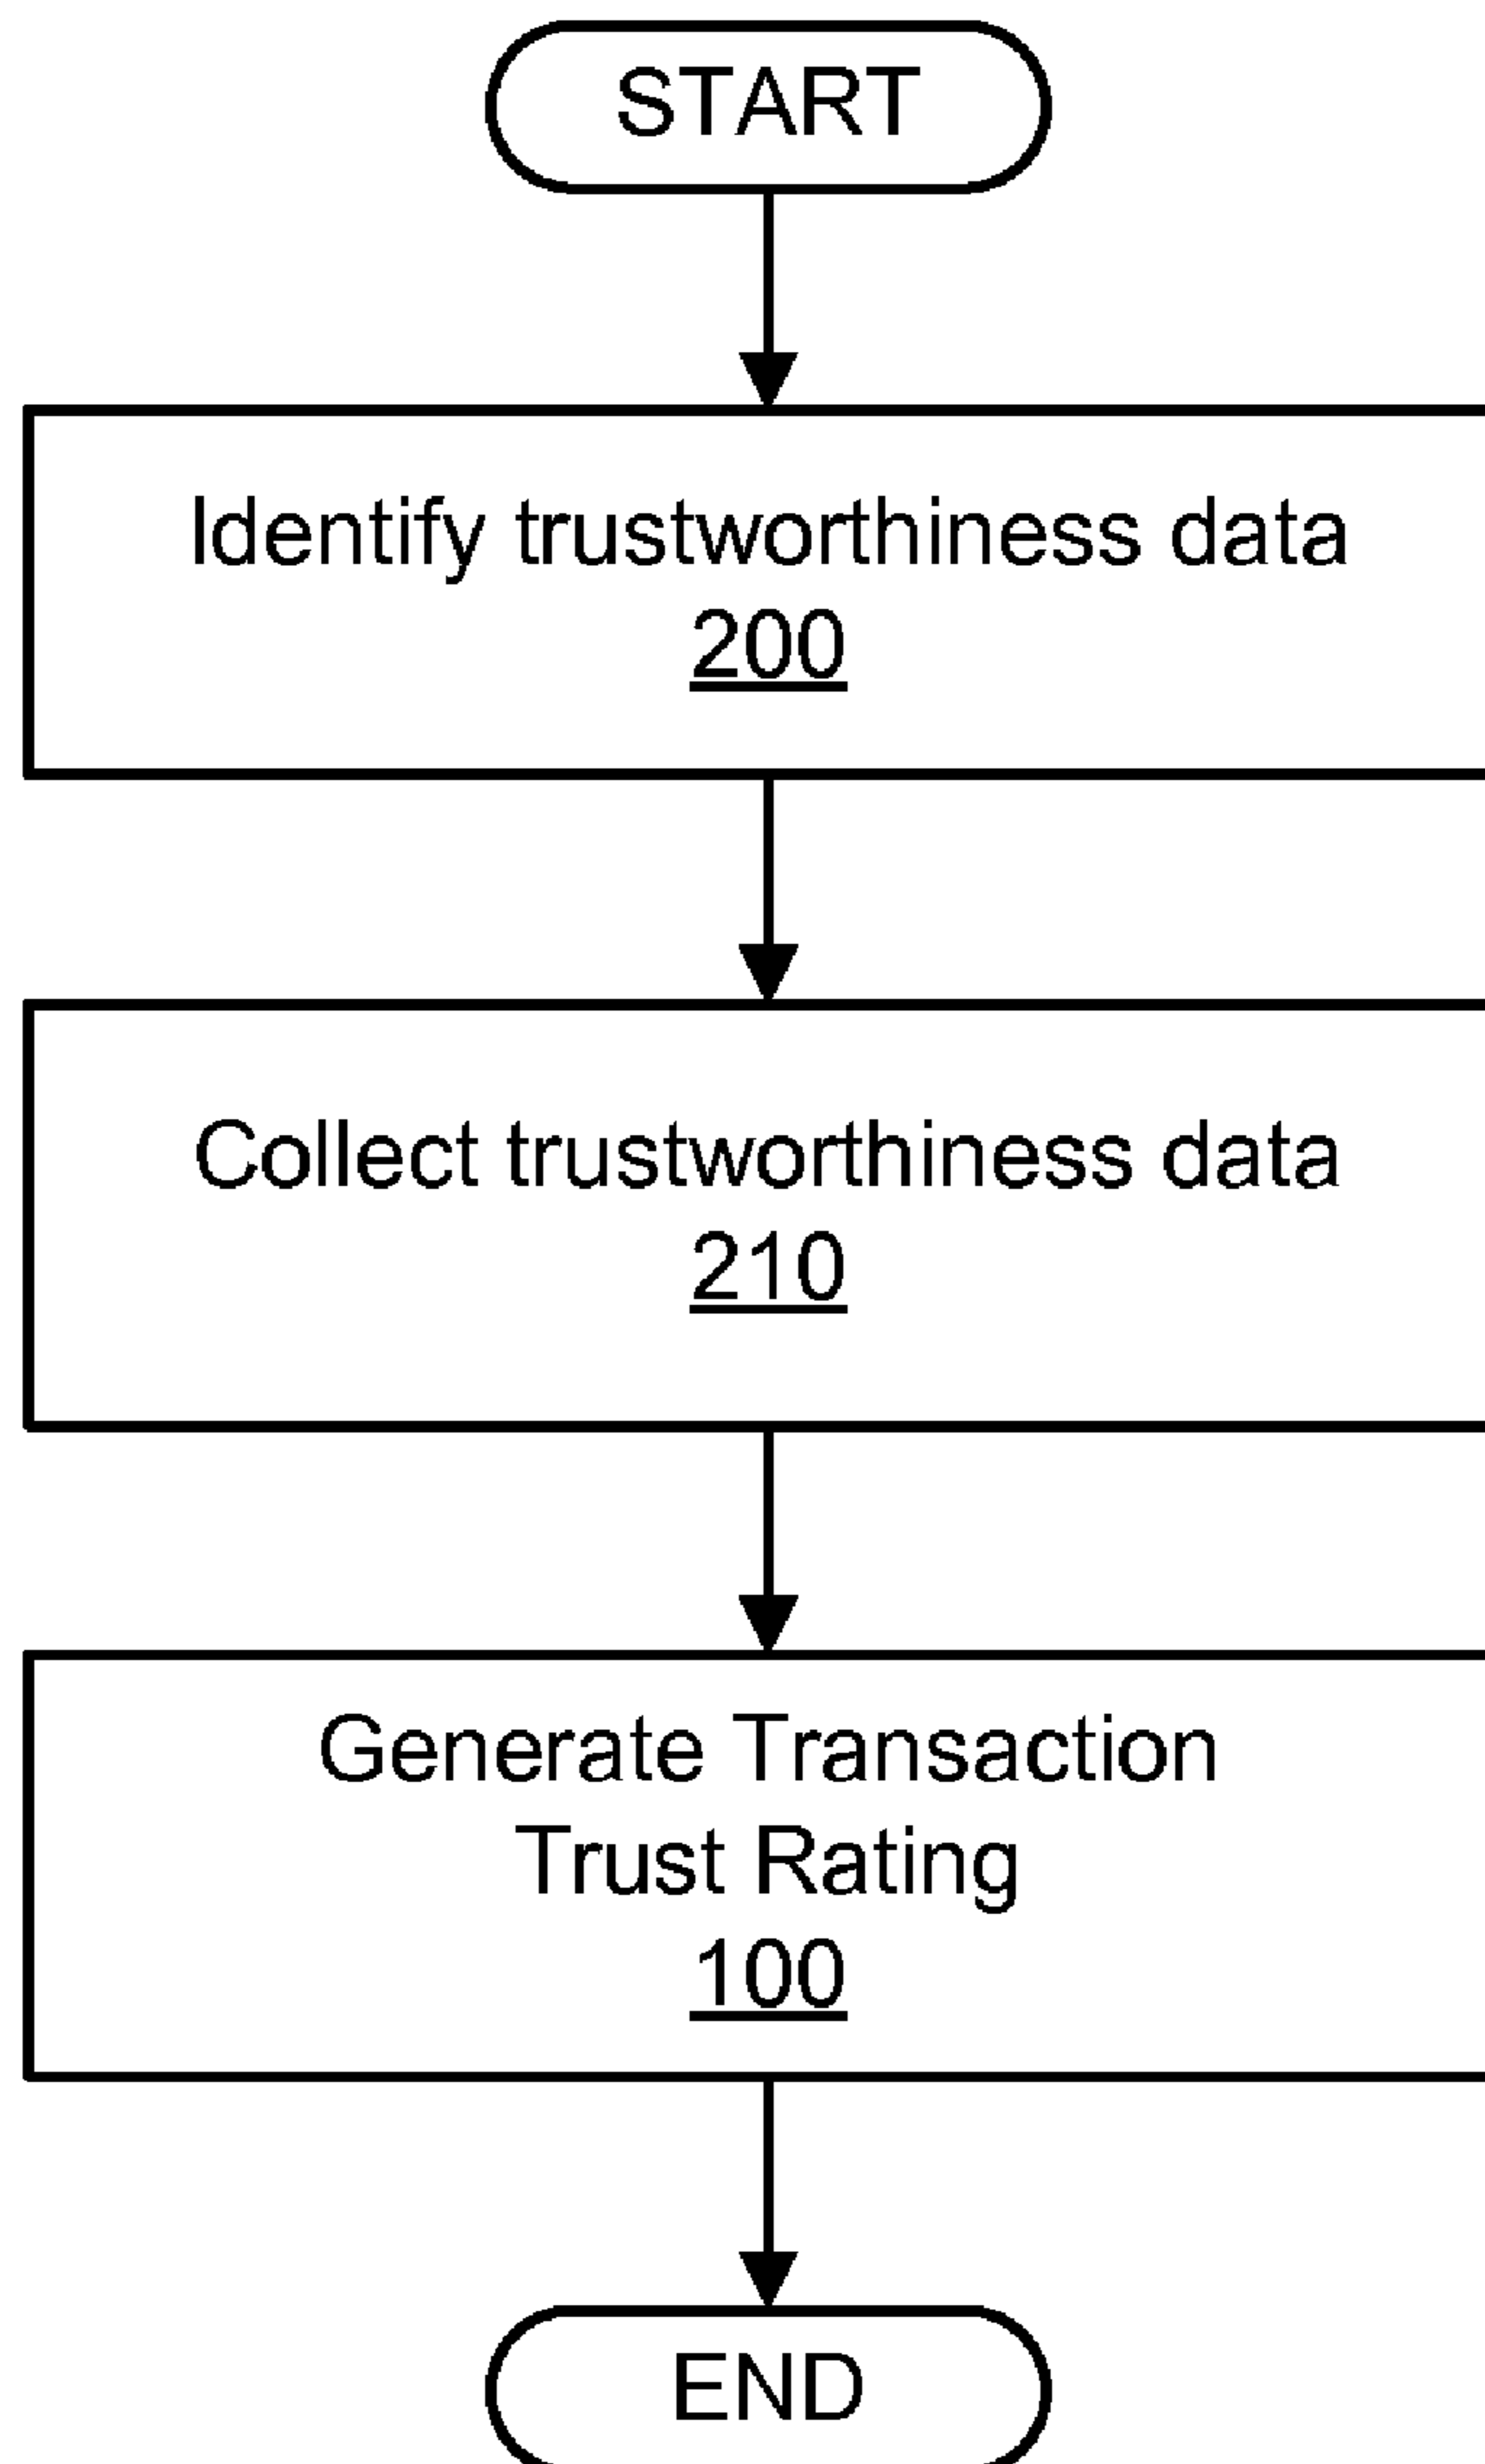 START
Identify trustworthiness data
200
Collect trustworthiness data
210
Generate Transaction
Trust Rating
100
END